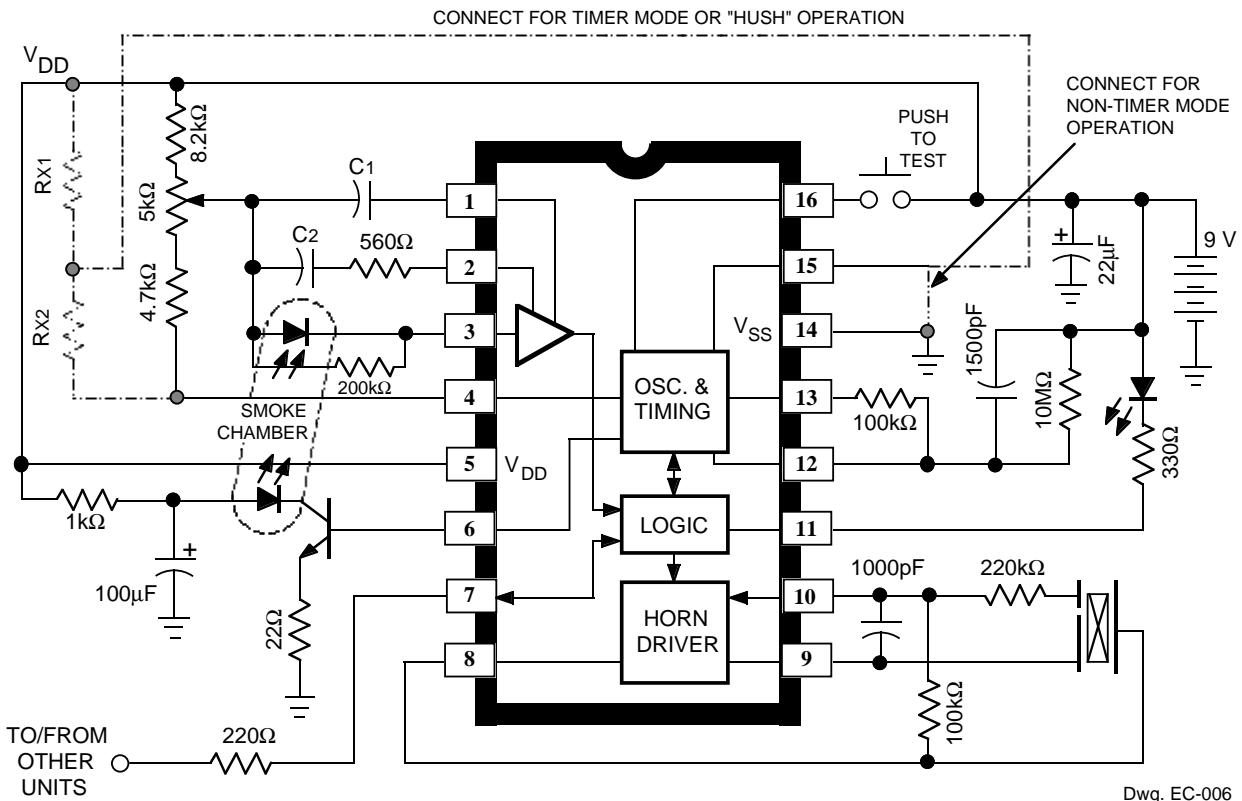 CONNECT FOR TIMER MODE OR "HUSH" OPERATION
VDD
CONNECT FOR
NON-TIMER MODE
OPERATION
PUSH
TO
TEST
RX1
8.2kΩ
5kΩ
C1
1
16
9 V
C2
560Ω
2
15
+
22µF
RX2
4.7kΩ
3
VSS
14
1500pF
10MΩ
200kΩ
OSC. &
TIMING
4
13
100kΩ
330Ω
SMOKE
CHAMBER
5
VDD
12
1kΩ
6
LOGIC
11
+
100µF
22Ω
7
HORN
DRIVER
10
1000pF
220kΩ
8
9
100kΩ
TO/FROM
OTHER
UNITS
220Ω
Dwg. EC-006